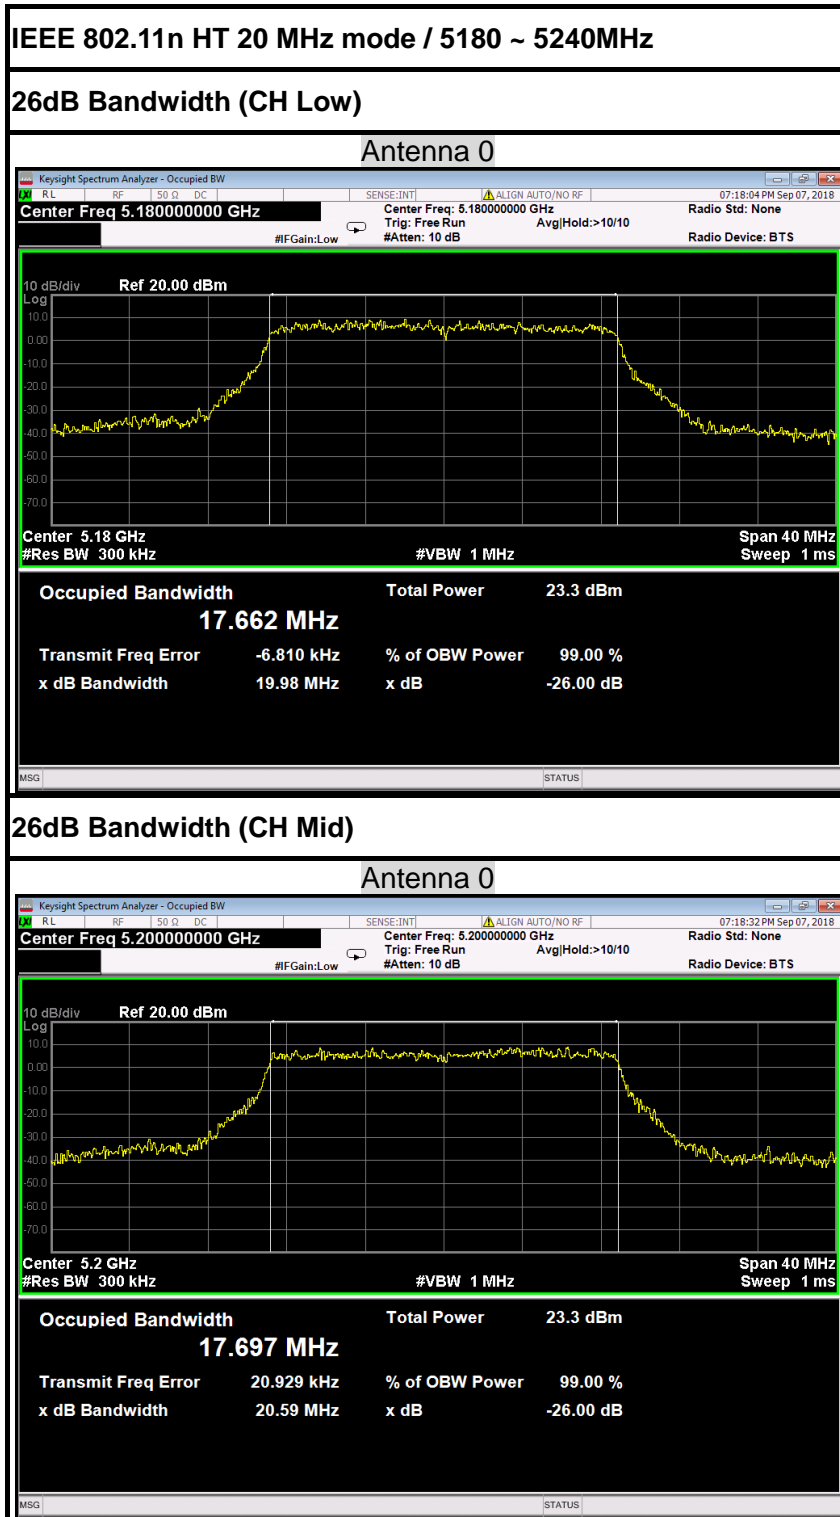 IEEE 802.11n HT 20 MHz mode / 5180 ~ 5240MHz
26dB Bandwidth (CH Low)
Antenna 0
Keysight Spectrum Analyzer - Occupied BW
LXI RL RF 50 Ω DC SENSE:INT ALIGN AUTO/NO RF 07:18:04 PM Sep 07, 2018
Center Freq 5.180000000 GHz Center Freq: 5.180000000 GHz Radio Std: None
Trig: Free Run Avg|Hold:>10/10
#IFGain:Low #Atten: 10 dB Radio Device: BTS
10 dB/div Ref 20.00 dBm
Log
10.0
0.00
-10.0
-20.0
-30.0
-40.0
-50.0
-60.0
-70.0
Center 5.18 GHz Span 40 MHz
#Res BW 300 kHz #VBW 1 MHz Sweep 1 ms
Occupied Bandwidth Total Power 23.3 dBm
17.662 MHz
Transmit Freq Error -6.810 kHz % of OBW Power 99.00 %
x dB Bandwidth 19.98 MHz x dB -26.00 dB
MSG STATUS
26dB Bandwidth (CH Mid)
Antenna 0
Keysight Spectrum Analyzer - Occupied BW
LXI RL RF 50 Ω DC SENSE:INT ALIGN AUTO/NO RF 07:18:32 PM Sep 07, 2018
Center Freq 5.200000000 GHz Center Freq: 5.200000000 GHz Radio Std: None
Trig: Free Run Avg|Hold:>10/10
#IFGain:Low #Atten: 10 dB Radio Device: BTS
10 dB/div Ref 20.00 dBm
Log
10.0
0.00
-10.0
-20.0
-30.0
-40.0
-50.0
-60.0
-70.0
Center 5.2 GHz Span 40 MHz
#Res BW 300 kHz #VBW 1 MHz Sweep 1 ms
Occupied Bandwidth Total Power 23.3 dBm
17.697 MHz
Transmit Freq Error 20.929 kHz % of OBW Power 99.00 %
x dB Bandwidth 20.59 MHz x dB -26.00 dB
MSG STATUS